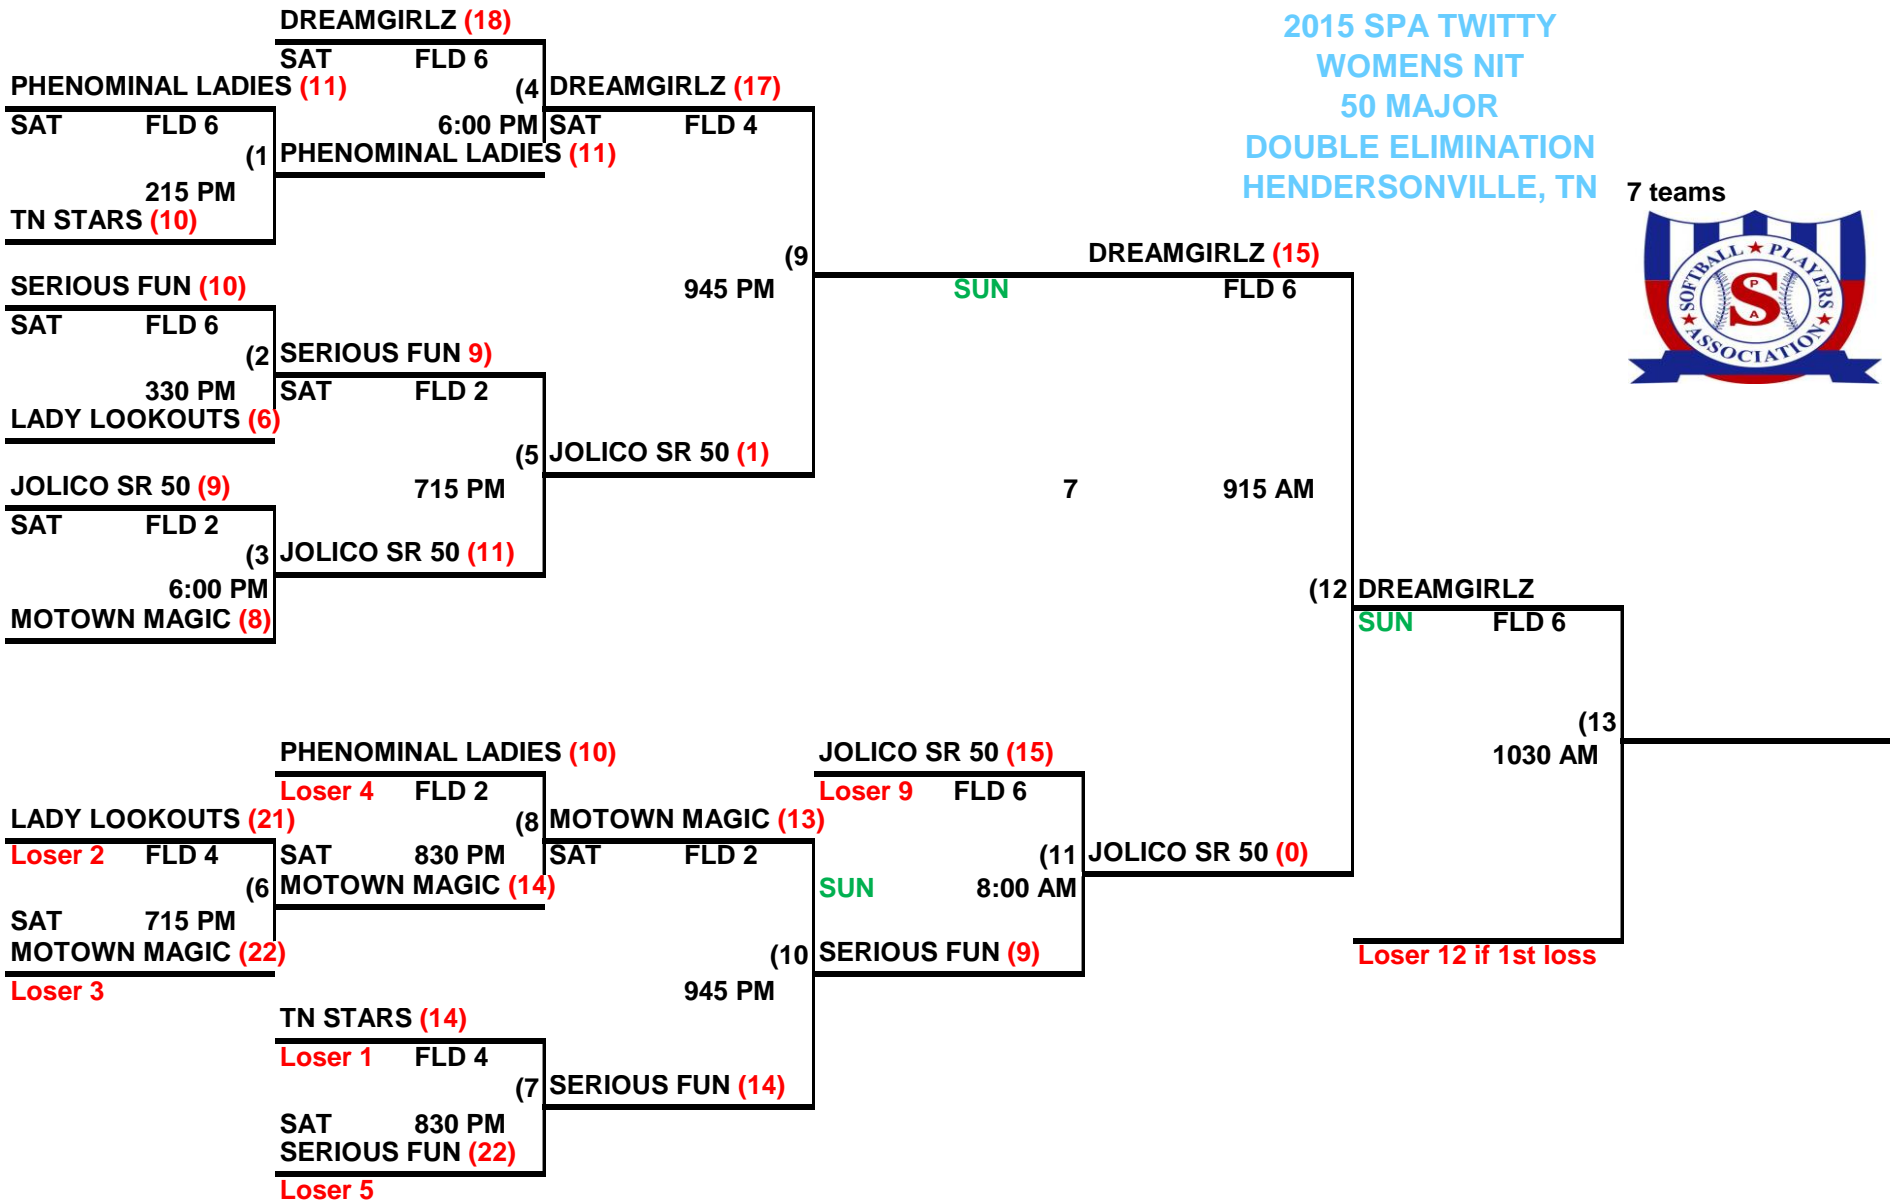 DREAMGIRLZ (18)
2015 SPA TWITTY
WOMENS NIT
50 MAJOR
DOUBLE ELIMINATION
HENDERSONVILLE, TN
7 teams
SOFTBALL ★ PLAYERS ★ ASSOCIATION ★
P
S
A
SAT FLD 6
PHENOMINAL LADIES (11)
(4 DREAMGIRLZ (17)
SAT FLD 6
6:00 PM SAT FLD 4
(1 PHENOMINAL LADIES (11)
215 PM
TN STARS (10)
(9 DREAMGIRLZ (15)
SERIOUS FUN (10)
945 PM SUN FLD 6
SAT FLD 6
(2 SERIOUS FUN 9)
330 PM SAT FLD 2
LADY LOOKOUTS (6)
(5 JOLICO SR 50 (1)
JOLICO SR 50 (9)
715 PM 7 915 AM
SAT FLD 2
(3 JOLICO SR 50 (11)
6:00 PM
(12 DREAMGIRLZ
MOTOWN MAGIC (8)
SUN FLD 6
(13
PHENOMINAL LADIES (10) JOLICO SR 50 (15)
1030 AM
Loser 4 FLD 2 Loser 9 FLD 6
LADY LOOKOUTS (21)
(8 MOTOWN MAGIC (13)
Loser 2 FLD 4 SAT 830 PM SAT FLD 2
(11 JOLICO SR 50 (0)
(6 MOTOWN MAGIC (14)
SUN 8:00 AM
SAT 715 PM
MOTOWN MAGIC (22)
(10 SERIOUS FUN (9)
Loser 12 if 1st loss
Loser 3
945 PM
TN STARS (14)
Loser 1 FLD 4
(7 SERIOUS FUN (14)
SAT 830 PM
SERIOUS FUN (22)
Loser 5